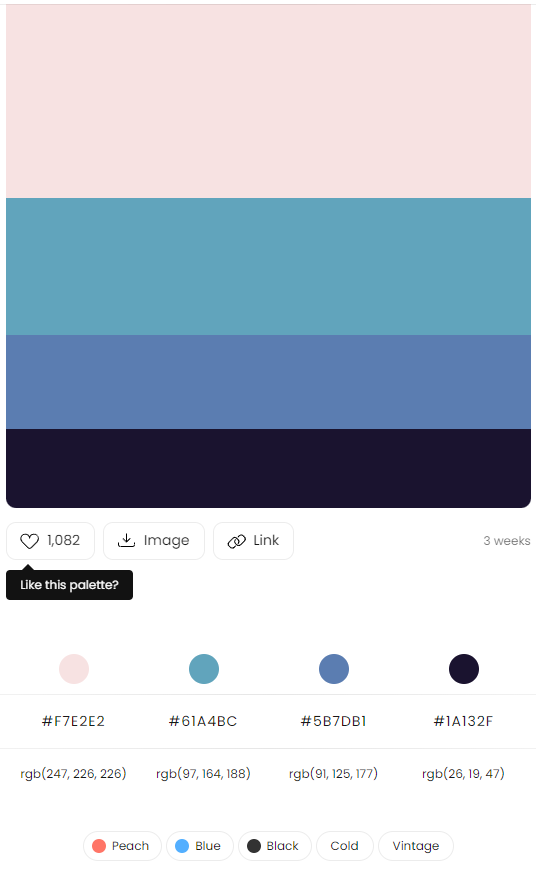 1,082 Image Link 3 weeks
Like this palette?
#F7E2E2 #61A4BC #5B7DB1 #1A132F
rgb(247, 226, 226) rgb(97, 164, 188) rgb(91, 125, 177) rgb(26, 19, 47)
Peach Blue Black Cold Vintage